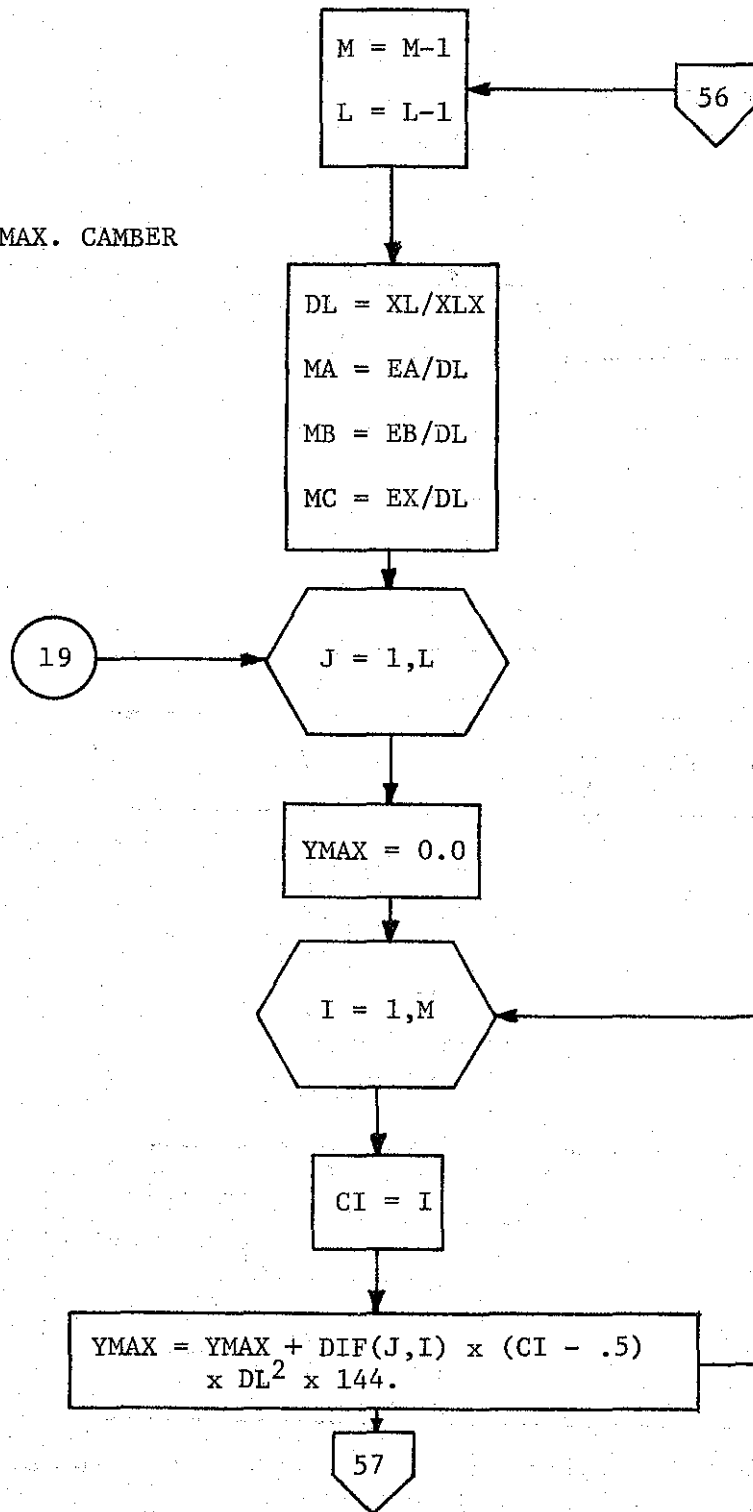 M = M-1
L = L-1
56
MAX. CAMBER
DL = XL/XLX
MA = EA/DL
MB = EB/DL
MC = EX/DL
19
J = 1,L
YMAX = 0.0
I = 1,M
CI = I
YMAX = YMAX + DIF(J,I) x (CI - .5)
x DL² x 144.
57